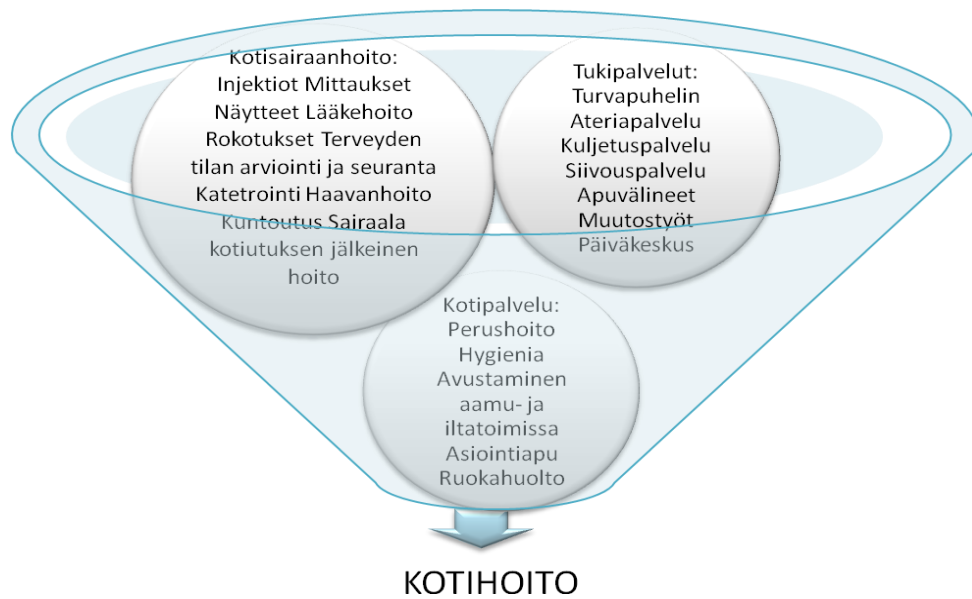 Kotisairaanhoito:
Injektiot Mittaukset
Näytteet Lääkehoito
Rokotukset Terveyden
tilan arviointi ja seuranta
Katetrointi Haavanhoito
Kuntoutus Sairaala
kotiutuksen jälkeinen
hoito
Tukipalvelut:
Turvapuhelin
Ateriapalvelu
Kuljetuspalvelu
Siivouspalvelu
Apuvälineet
Muutostyöt
Päiväkeskus
Kotipalvelu:
Perushoito
Hygienia
Avustaminen
aamu- ja
iltatoimissa
Asiointiapu
Ruokahuolto
KOTIHOITO